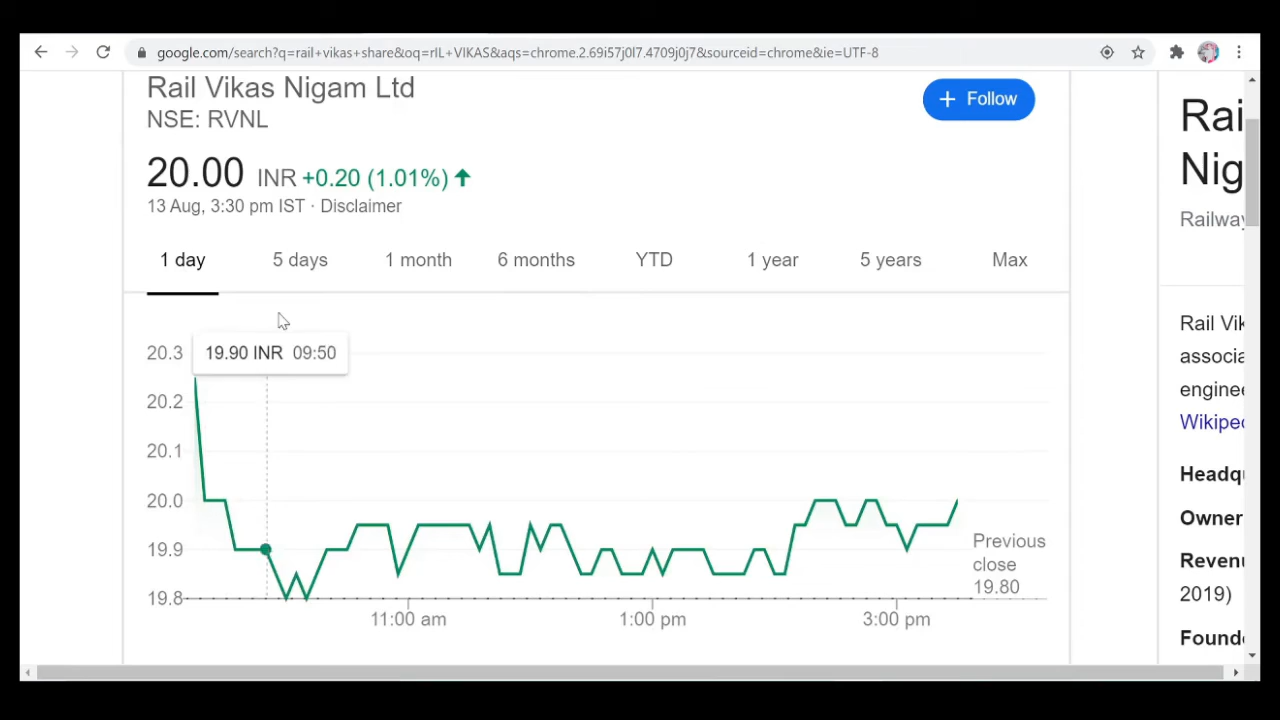 google.com/search?q=rail+vikas+share&oq=rIL+VIKAS&aqs=chrome.2.69i57j0l7.4709j0j7&sourceid=chrome&ie=UTF-8
Rail Vikas Nigam Ltd
NSE: RVNL
+ Follow
20.00 INR +0.20 (1.01%)
13 Aug, 3:30 pm IST · Disclaimer
1 day 5 days 1 month 6 months YTD 1 year 5 years Max
19.90 INR 09:50
20.3
20.2
20.1
20.0
19.9
19.8
Previous
close
19.80
11:00 am 1:00 pm 3:00 pm
Rai
Nig
Railway
Rail Vik
associa
engine
Wikipe
Headq
Owner
Reven
2019)
Found